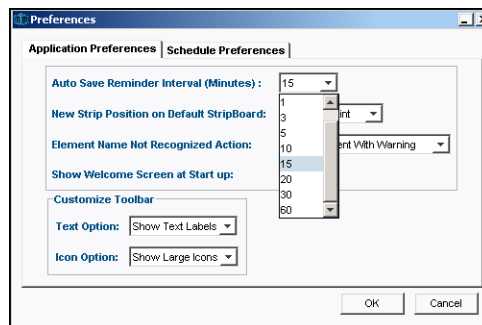 Preferences
Application Preferences
Schedule Preferences
Auto Save Reminder Interval (Minutes) :
15
1
3
5
10
15
20
30
60
New Strip Position on Default StripBoard:
Element Name Not Recognized Action:
With Warning
Show Welcome Screen at Start up:
Customize Toolbar
Text Option:
Show Text Labels
Icon Option:
Show Large Icons
OK
Cancel